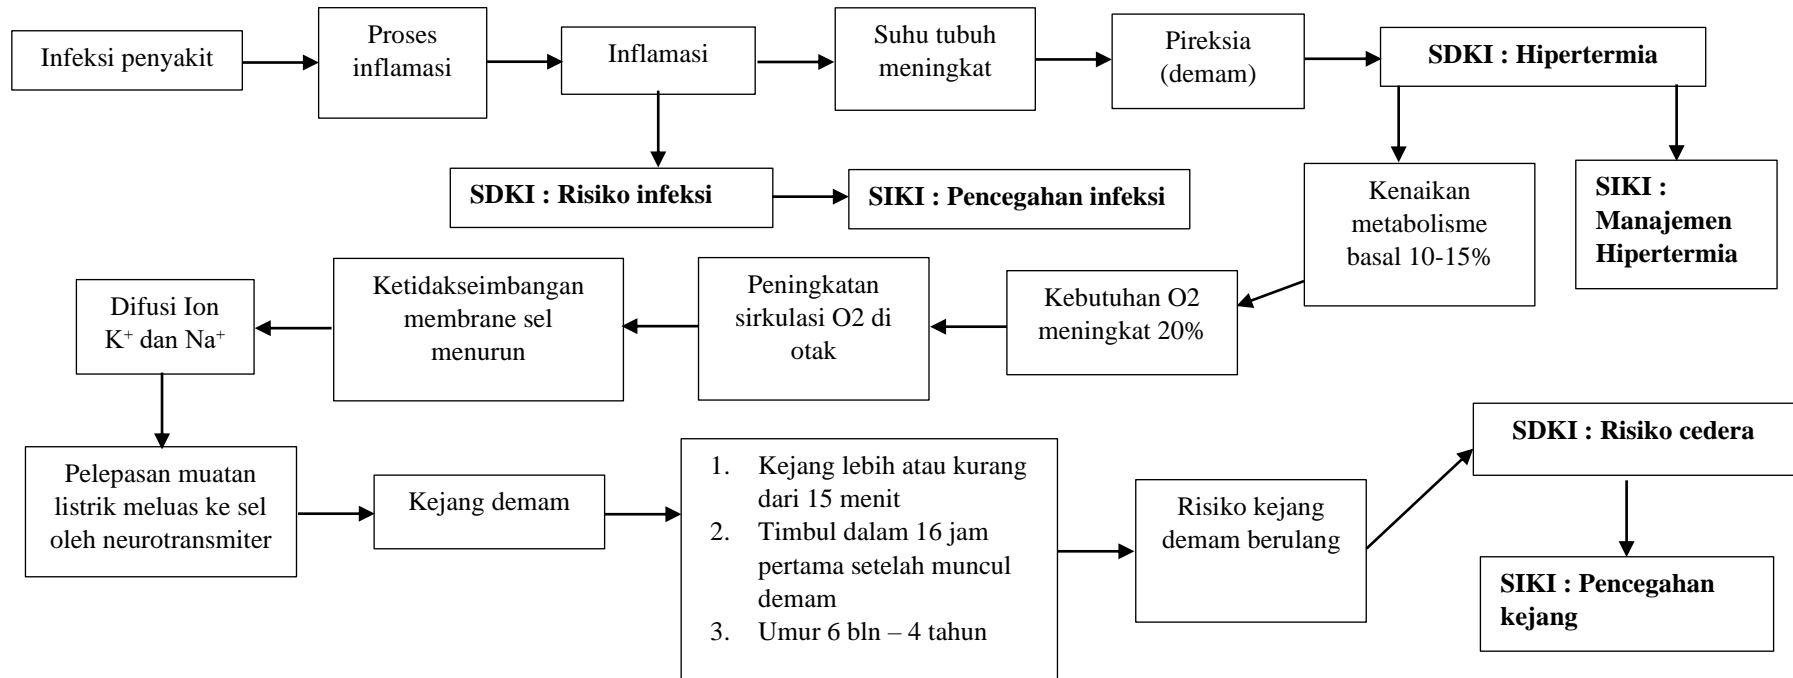 Infeksi penyakit
Proses
inflamasi
Inflamasi
Suhu tubuh
meningkat
Pireksia
(demam)
SDKI : Hipertermia
SDKI : Risiko infeksi
SIKI : Pencegahan infeksi
Kenaikan
metabolisme
basal 10-15%
SIKI :
Manajemen
Hipertermia
Kebutuhan O2
meningkat 20%
Peningkatan
sirkulasi O2 di
otak
Ketidakseimbangan
membrane sel
menurun
Difusi Ion
K⁺ dan Na⁺
Pelepasan muatan
listrik meluas ke sel
oleh neurotransmiter
Kejang demam
1. Kejang lebih atau kurang
dari 15 menit
2. Timbul dalam 16 jam
pertama setelah muncul
demam
3. Umur 6 bln – 4 tahun
Risiko kejang
demam berulang
SDKI : Risiko cedera
SIKI : Pencegahan
kejang